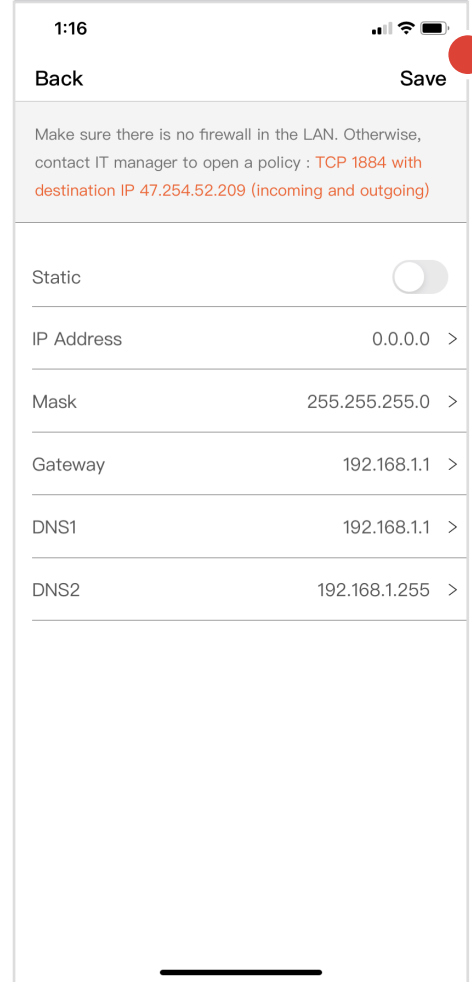 1:16
Back Save
Make sure there is no firewall in the LAN. Otherwise,
contact IT manager to open a policy : TCP 1884 with
destination IP 47.254.52.209 (incoming and outgoing)
Static
IP Address 0.0.0.0
Mask 255.255.255.0
Gateway 192.168.1.1
DNS1 192.168.1.1
DNS2 192.168.1.255